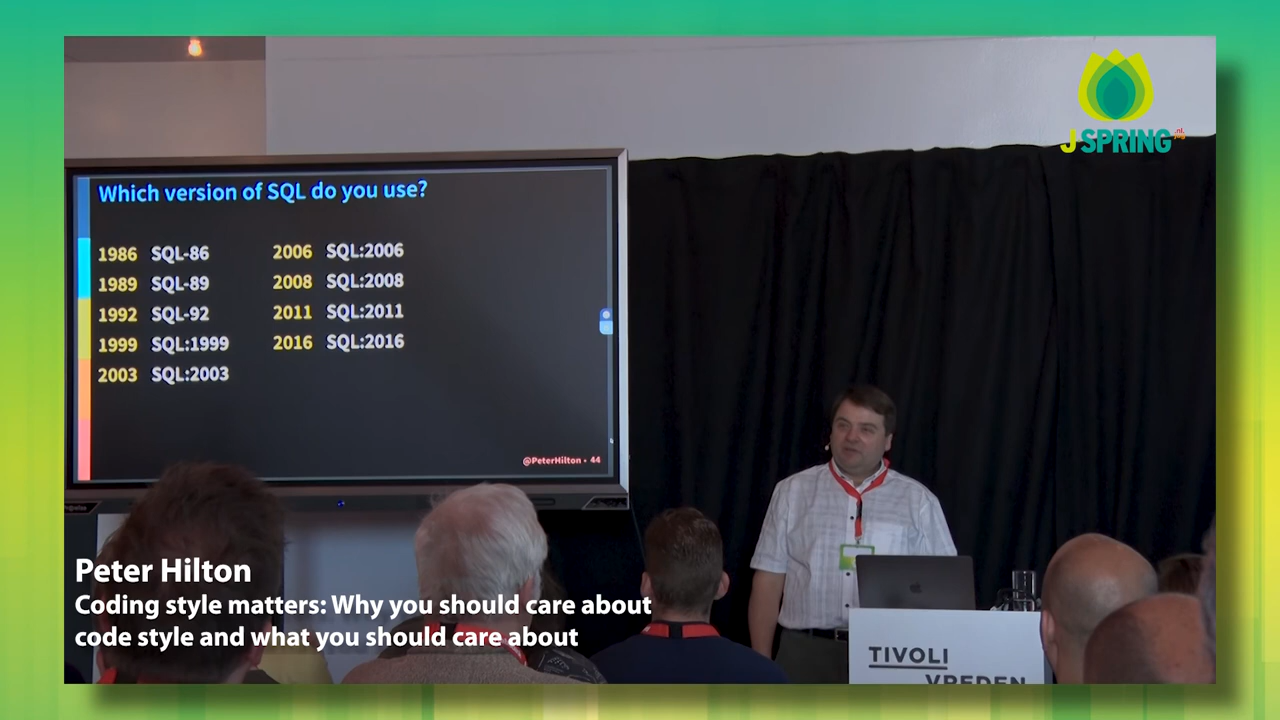 J SPRING
Which version of SQL do you use?
1986 SQL-86 2006 SQL:2006
1989 SQL-89 2008 SQL:2008
1992 SQL-92 2011 SQL:2011
1999 SQL:1999 2016 SQL:2016
2003 SQL:2003
@PeterHilton • 44
Peter Hilton
Coding style matters: Why you should care about
code style and what you should care about
TIVOLI
VREDEN